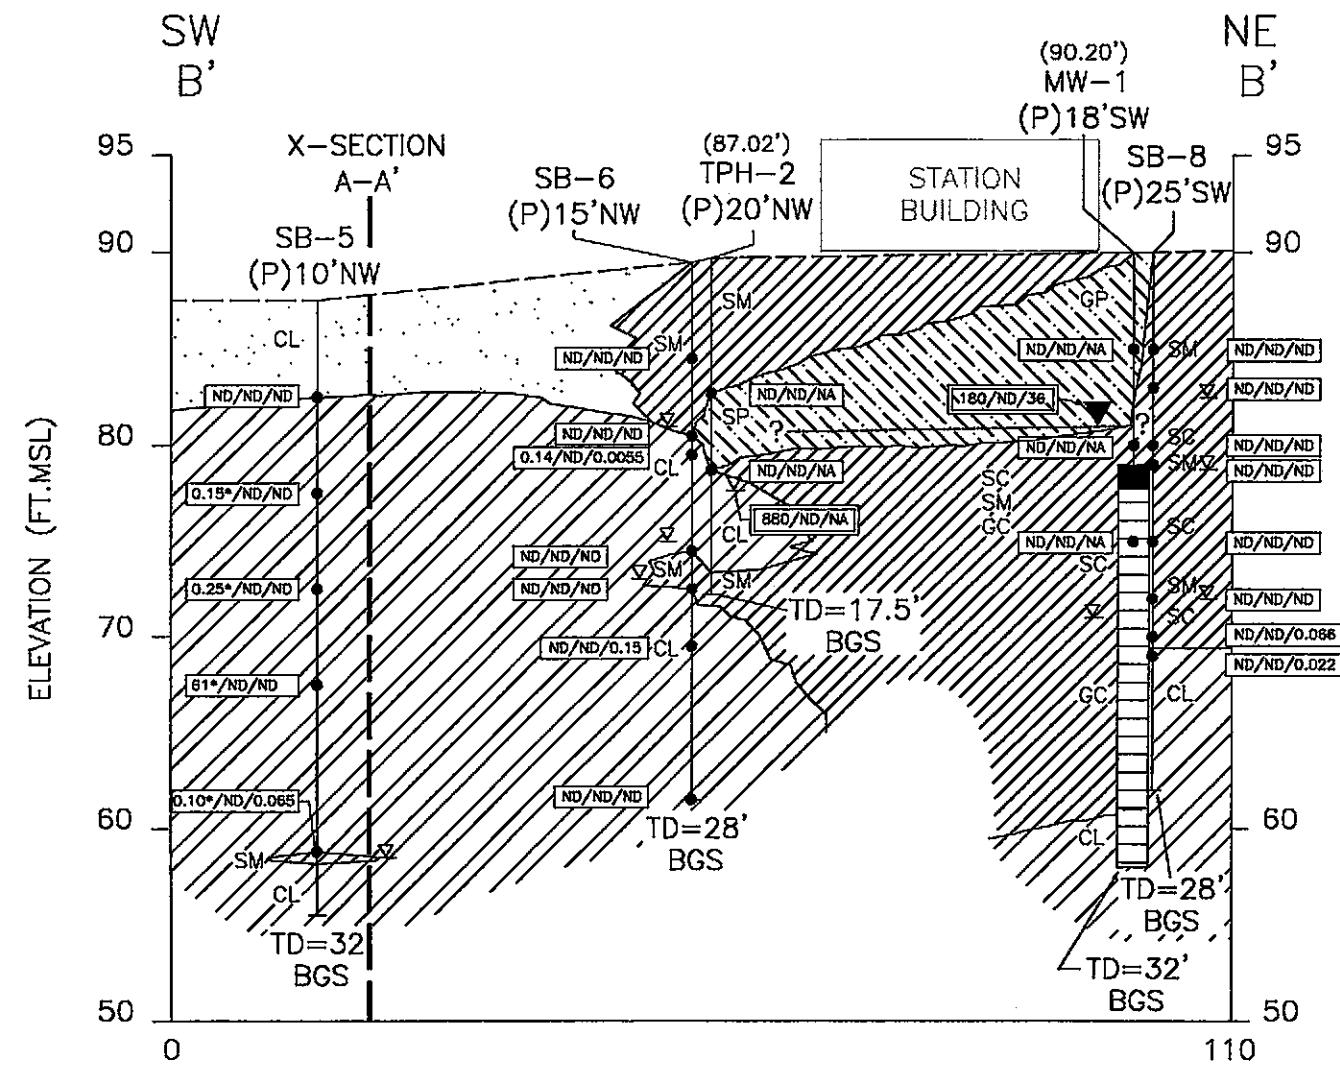 SW
B'
NE
B'
(90.20')
MW-1
(P)18'SW
X-SECTION
A-A'
(87.02')
TPH-2
(P)20'NW
SB-6
(P)15'NW
STATION
BUILDING
SB-8
(P)25'SW
SB-5
(P)10'NW
ELEVATION (FT.MSL)
95
90
80
70
60
50
95
90
80
70
60
50
0
110
CL
ND/ND/ND
0.15*/ND/ND
0.25*/ND/ND
61*/ND/ND
0.10*/ND/0.065
SM
CL
TD=32
BGS
SM
ND/ND/ND
ND/ND/ND
0.14/ND/0.0055
CL
ND/ND/ND
SM
ND/ND/ND
ND/ND/0.15
CL
ND/ND/ND
TD=28'
BGS
SM
ND/ND/NA
SP
?
ND/ND/NA
880/ND/NA
CL
SM
TD=17.5'
BGS
GP
ND/ND/NA
180/ND/36
?
ND/ND/NA
SC
SM
GC
ND/ND/NA
SC
GC
CL
TD=32'
BGS
SM
SC
SM
SC
SM
SC
CL
ND/ND/ND
ND/ND/ND
ND/ND/ND
ND/ND/ND
ND/ND/ND
ND/ND/ND
ND/ND/0.066
ND/ND/0.022
TD=28'
BGS